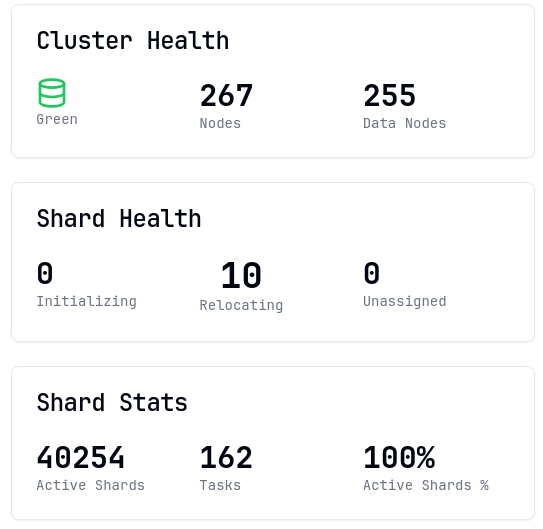 Cluster Health
Green
267
Nodes
255
Data Nodes
Shard Health
0
Initializing
10
Relocating
0
Unassigned
Shard Stats
40254
Active Shards
162
Tasks
100%
Active Shards %